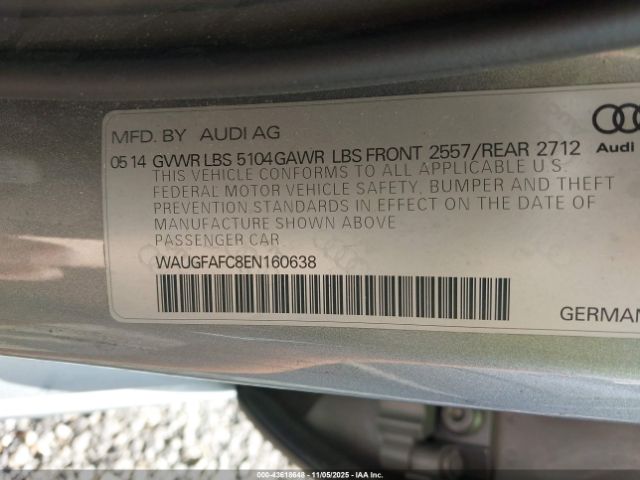 MFD. BY AUDI AG
05 14 GVWR LBS 5104 GAWR LBS FRONT 2557/REAR 2712
THIS VEHICLE CONFORMS TO ALL APPLICABLE U.S.
FEDERAL MOTOR VEHICLE SAFETY, BUMPER AND THEFT
PREVENTION STANDARDS IN EFFECT ON THE DATE OF
MANUFACTURE SHOWN ABOVE
PASSENGER CAR
WAUGFAFC8EN160638
Audi
GERMAN
000-43618648 - 11/05/2025 - IAA Inc.